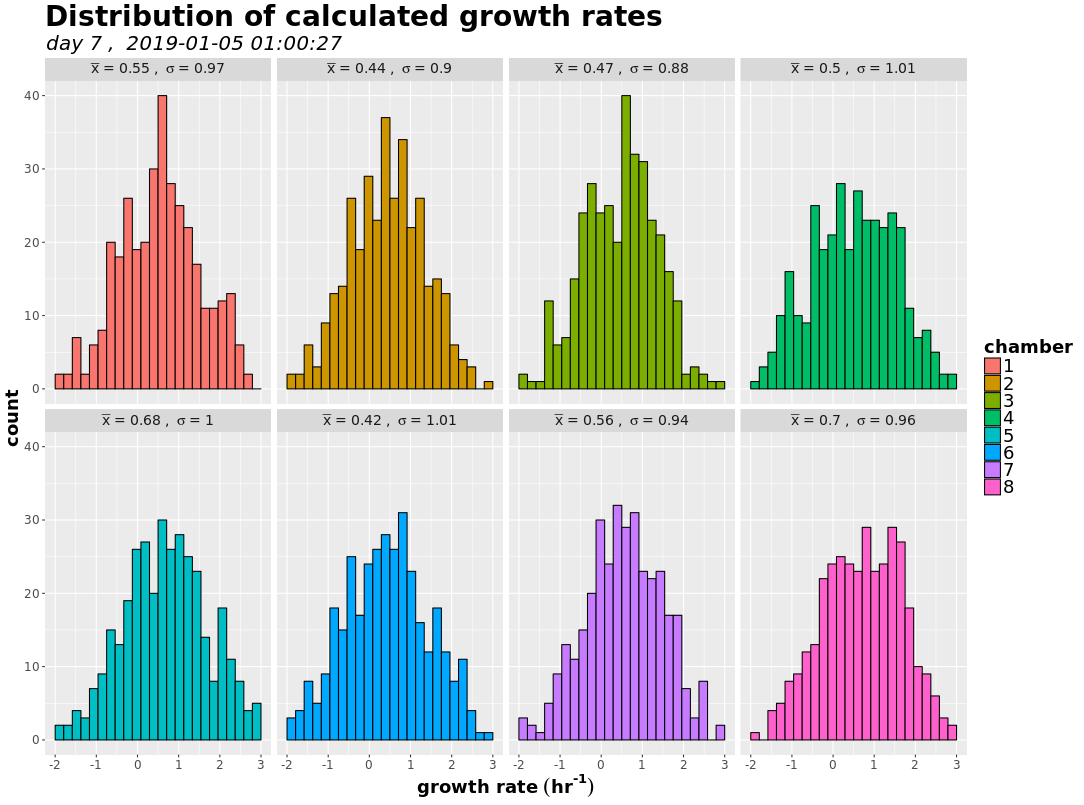 Distribution of calculated growth rates
day 7 ,  2019-01-05 01:00:27
x̅ = 0.55 ,  σ = 0.97
x̅ = 0.44 ,  σ = 0.9
x̅ = 0.47 ,  σ = 0.88
x̅ = 0.5 ,  σ = 1.01
40
30
20
10
0
count
x̅ = 0.68 ,  σ = 1
x̅ = 0.42 ,  σ = 1.01
x̅ = 0.56 ,  σ = 0.94
x̅ = 0.7 ,  σ = 0.96
40
30
20
10
0
-2 -1 0 1 2 3
-2 -1 0 1 2 3
-2 -1 0 1 2 3
-2 -1 0 1 2 3
growth rate (hr⁻¹)
chamber
1
2
3
4
5
6
7
8